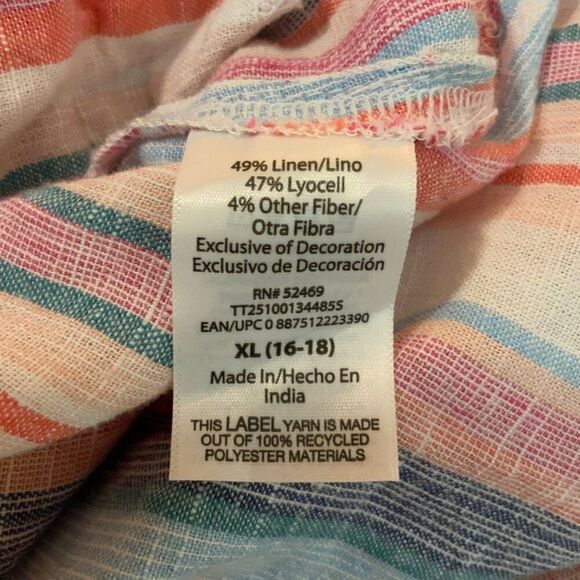 49% Linen/Lino
47% Lyocell
4% Other Fiber/
Otra Fibra
Exclusive of Decoration
Exclusivo de Decoración
RN# 52469
TT25100134485S
EAN/UPC 0 887512223390
XL (16-18)
Made In/Hecho En
India
THIS LABEL YARN IS MADE
OUT OF 100% RECYCLED
POLYESTER MATERIALS